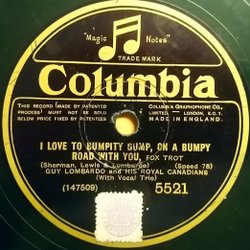 "Magic Notes"
TRADE MARK
Columbia
THIS RECORD (MADE BY PATENTED
PROCESS) MUST NOT BE SOLD
BELOW PRICE FIXED BY PATENTEES
COLUMBIA GRAPHOPHONE CO.,
LIMITED. LONDON, E.C.1.
MADE IN ENGLAND.
I LOVE TO BUMPITY BUMP, ON A BUMPY
ROAD WITH YOU, FOX TROT
(Sherman, Lewis & Lombardo) (Speed 78)
GUY LOMBARDO and HIS ROYAL CANADIANS
(With Vocal Trio)
(147509) 5521